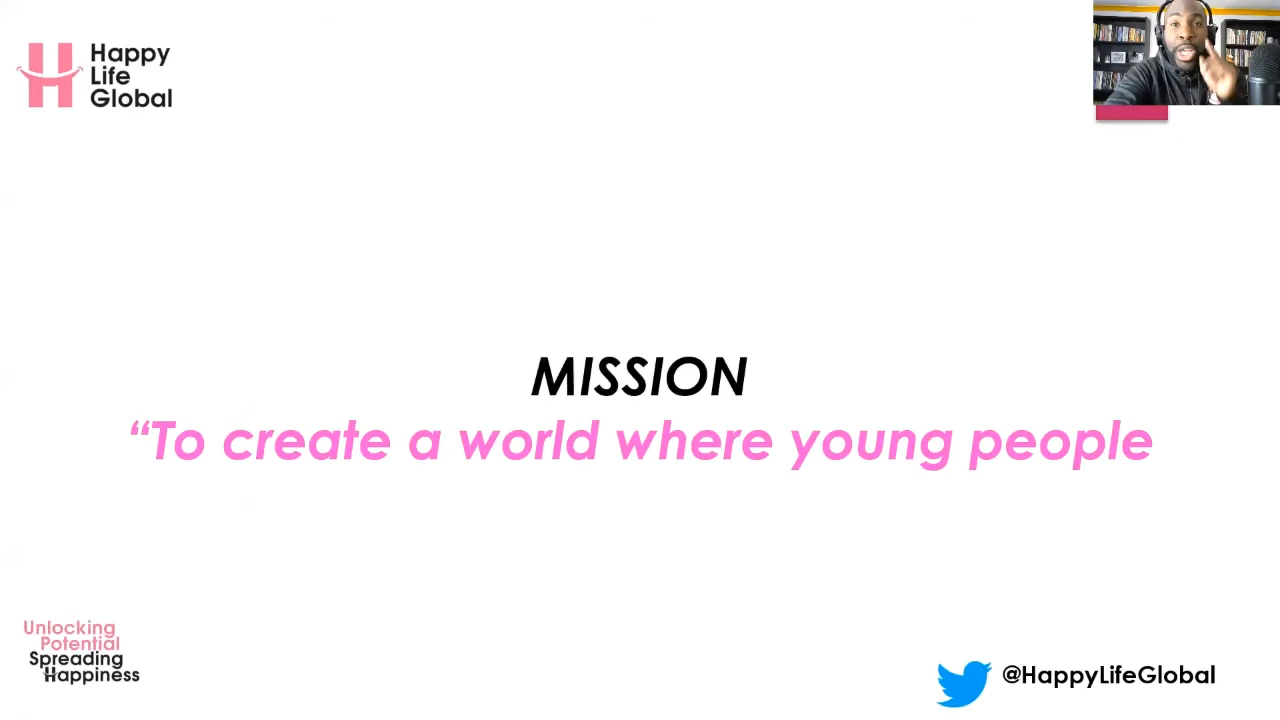 Happy
Life
Global
MISSION
“To create a world where young people
Unlocking
Potential
Spreading
Happiness
@HappyLifeGlobal